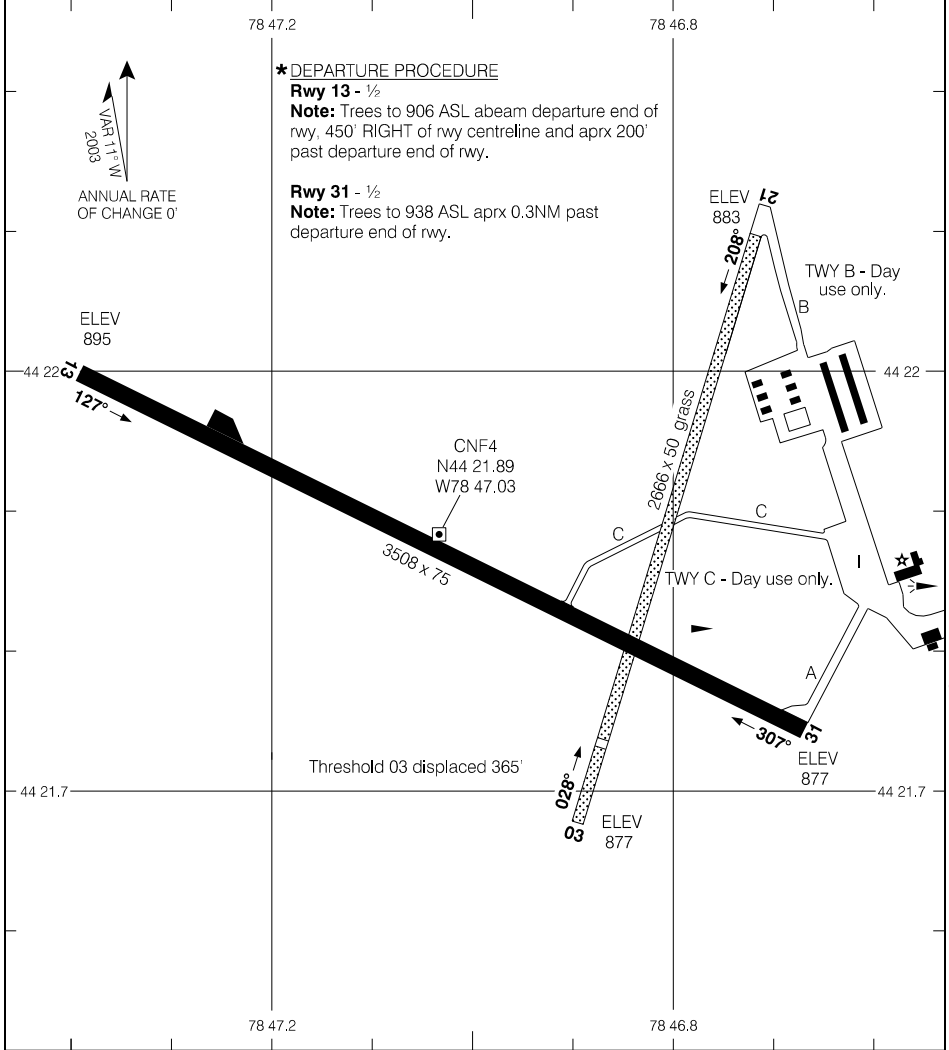 78 47.2
78 46.8
* DEPARTURE PROCEDURE
Rwy 13 - ½
Note: Trees to 906 ASL abeam departure end of
rwy, 450' RIGHT of rwy centreline and aprx 200'
past departure end of rwy.
Rwy 31 - ½
Note: Trees to 938 ASL aprx 0.3NM past
departure end of rwy.
VAR 11° W
2003
ANNUAL RATE
OF CHANGE 0'
ELEV
883
21
208°
TWY B - Day
use only.
B
ELEV
895
44 22
13
127°
44 22
2666 x 50 grass
CNF4
N44 21.89
W78 47.03
3508 x 75
C
C
I
TWY C - Day use only.
A
307°
31
ELEV
877
Threshold 03 displaced 365'
028°
44 21.7
44 21.7
03
ELEV
877
78 47.2
78 46.8